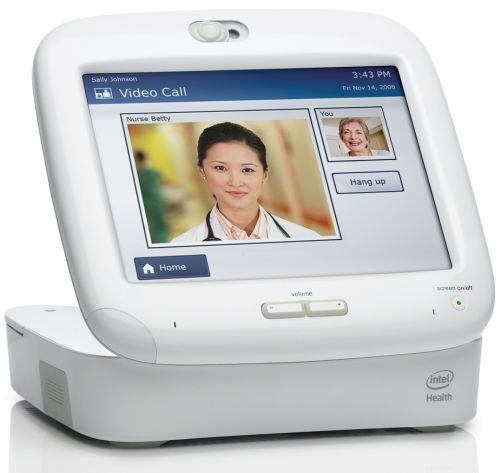 Sally Johnson
3:43 PM
Video Call
Fri Nov 14, 2008
Nurse Betty
You
Hang up
Home
volume
- +
screen on/off
intel
Health